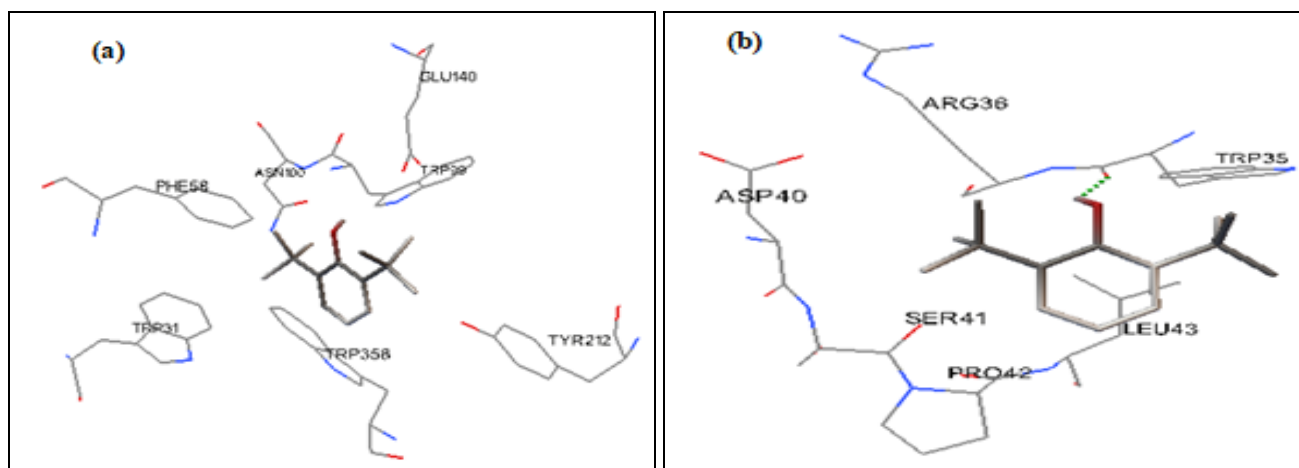 (a)
GLU140
ASN100
TRP99
PHE58
TRP31
TRP358
TYR212
(b)
ARG36
TRP35
ASP40
SER41
LEU43
PRO42